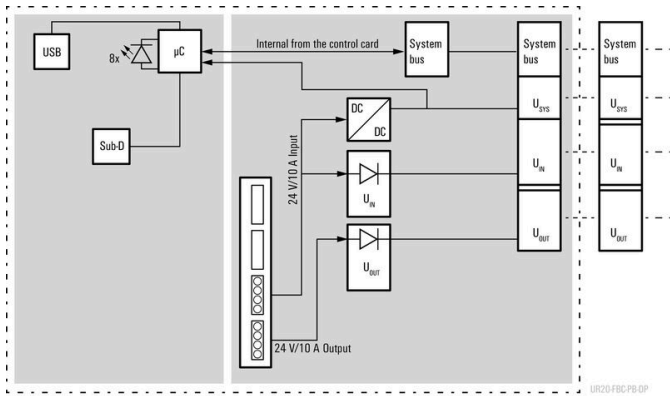 USB
8x
µC
Sub-D
Internal from the control card
System
bus
System
bus
System
bus
DC
DC
U SYS
U SYS
24 V/10 A Input
U IN
U IN
U IN
U OUT
U OUT
U OUT
24 V/10 A Output
UR20-FBC-PB-DP